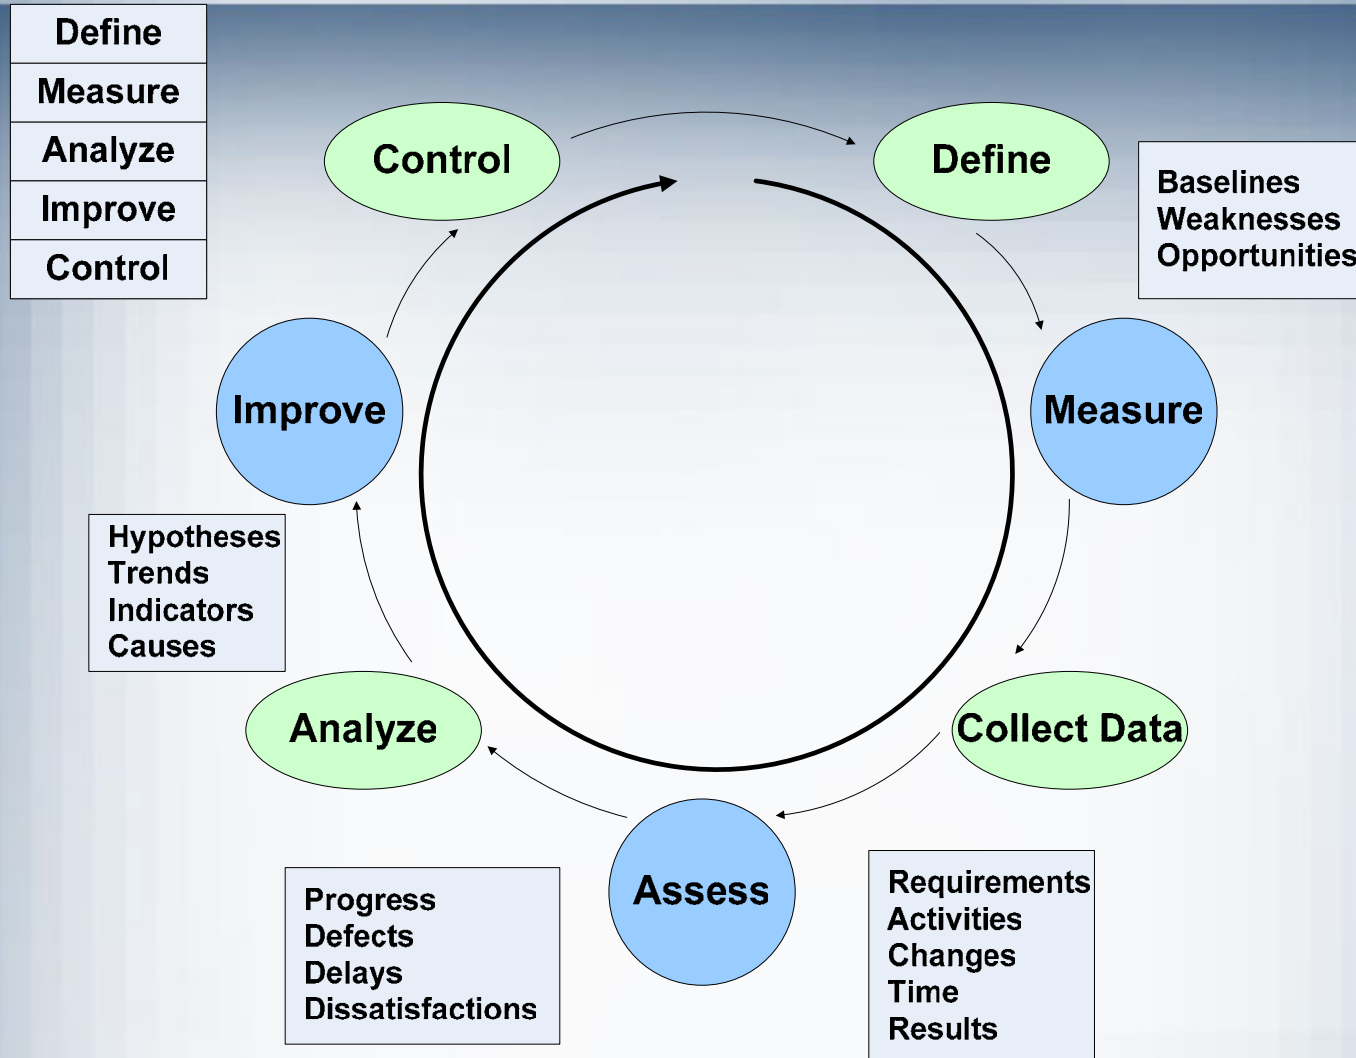 Define
Measure
Analyze
Improve
Control
Control
Define
Baselines
Weaknesses
Opportunities
Improve
Measure
Hypotheses
Trends
Indicators
Causes
Analyze
Collect Data
Assess
Progress
Defects
Delays
Dissatisfactions
Requirements
Activities
Changes
Time
Results